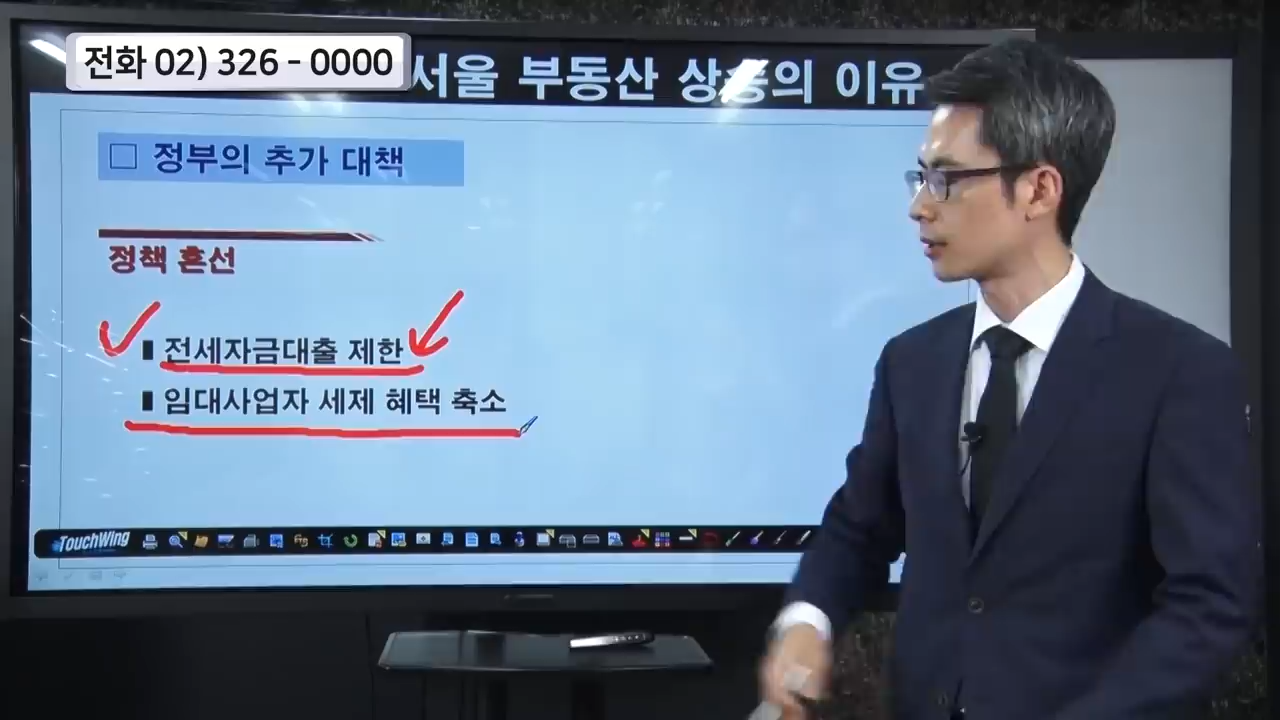 전화 02) 326 - 0000
서울 부동산 상승의 이유
□ 정부의 추가 대책
정책 혼선
전세자금대출 제한
임대사업자 세제 혜택 축소
TouchWing